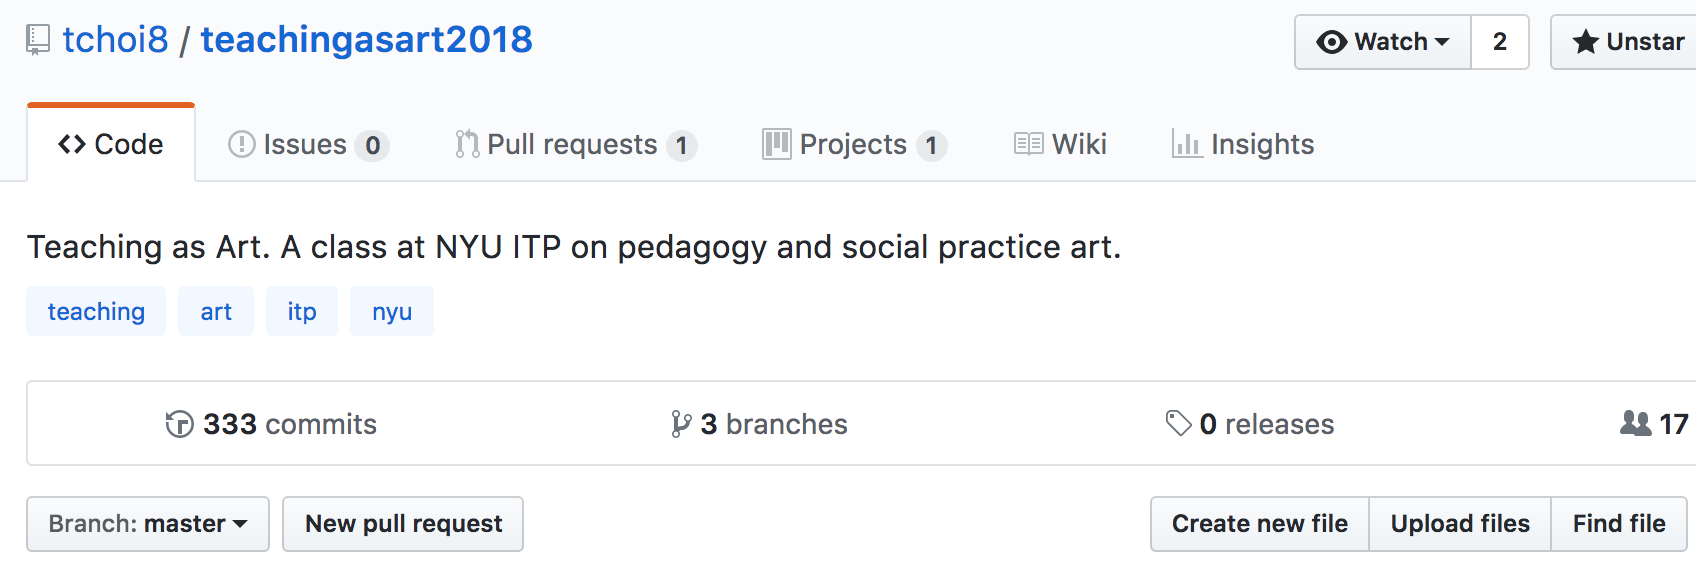 tchoi8 / teachingasart2018 Watch 2 Unstar
Code Issues 0 Pull requests 1 Projects 1 Wiki Insights
Teaching as Art. A class at NYU ITP on pedagogy and social practice art.
teaching art itp nyu
333 commits 3 branches 0 releases 17
Branch: master New pull request Create new file Upload files Find file